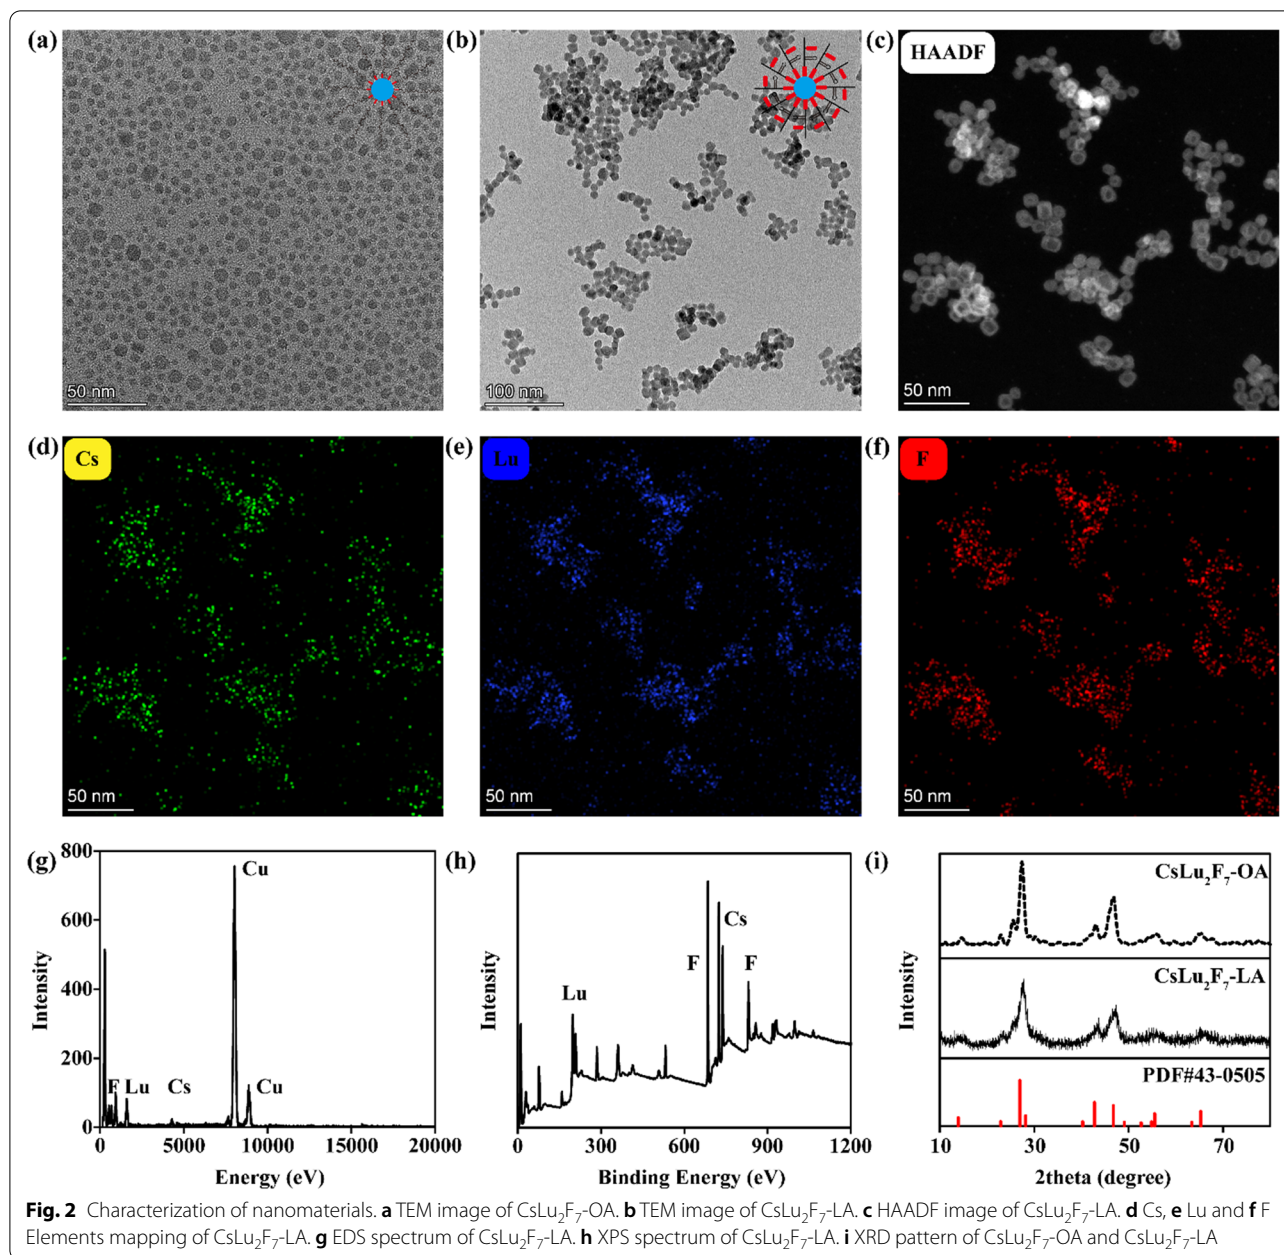 (a)
50 nm
(b)
100 nm
(c)
HAADF
50 nm
(d)
Cs
50 nm
(e)
Lu
50 nm
(f)
F
50 nm
(g)
Intensity
800
600
400
200
0
F
Lu
Cs
Cu
Cu
0
5000
10000
15000
20000
Energy (eV)
(h)
Intensity
Lu
F
Cs
F
0
300
600
900
1200
Binding Energy (eV)
(i)
Intensity
CsLu₂F₇-OA
CsLu₂F₇-LA
PDF#43-0505
10
30
50
70
2theta (degree)
Fig. 2 Characterization of nanomaterials. a TEM image of CsLu₂F₇-OA. b TEM image of CsLu₂F₇-LA. c HAADF image of CsLu₂F₇-LA. d Cs, e Lu and f F
Elements mapping of CsLu₂F₇-LA. g EDS spectrum of CsLu₂F₇-LA. h XPS spectrum of CsLu₂F₇-LA. i XRD pattern of CsLu₂F₇-OA and CsLu₂F₇-LA